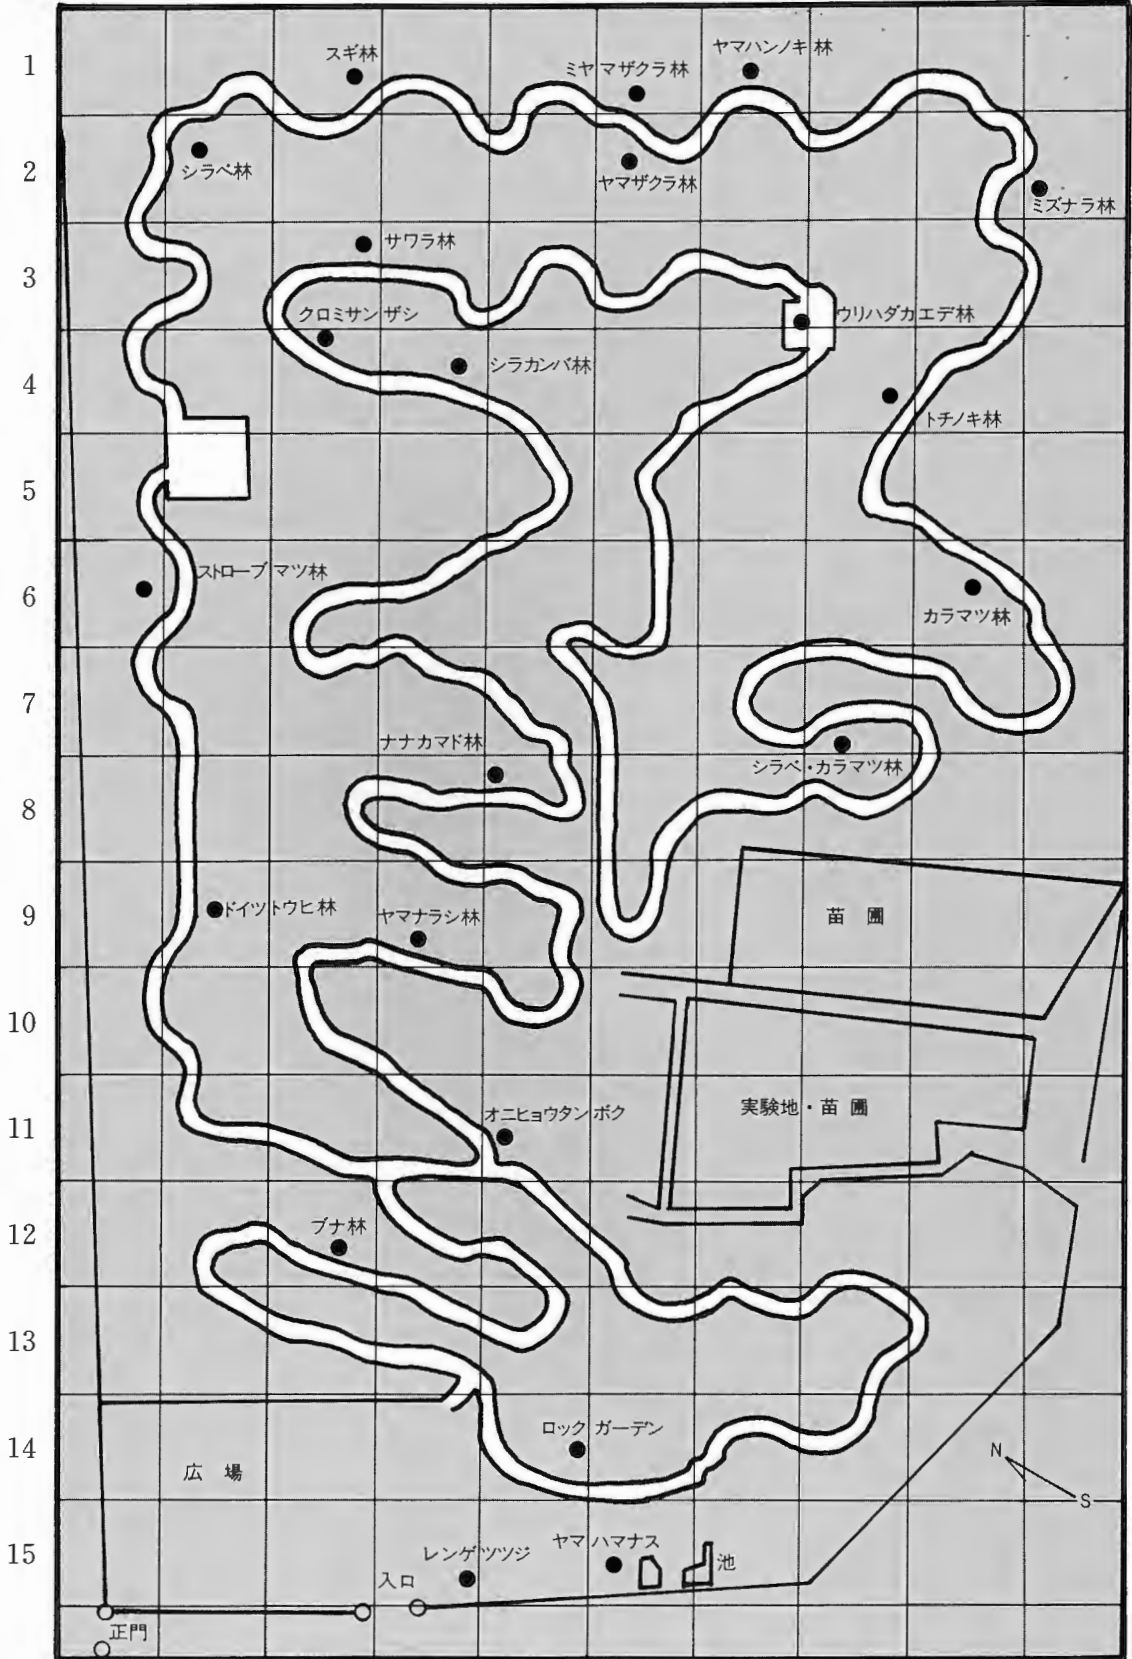 1
スギ林
ミヤマザクラ林
ヤマハンノキ林
2
シラベ林
ヤマザクラ林
ミズナラ林
3
サワラ林
クロミサンザシ
ウリハダカエデ林
4
シラカンバ林
トチノキ林
5
6
ストローブマツ林
カラマツ林
7
ナナカマド林
シラベ・カラマツ林
8
9
ドイツトウヒ林
ヤマナラシ林
苗圃
10
11
オニヒョウタンボク
実験地・苗圃
12
ブナ林
13
14
ロックガーデン
広場
N
S
15
レンゲツツジ
ヤマハマナス
池
入口
正門